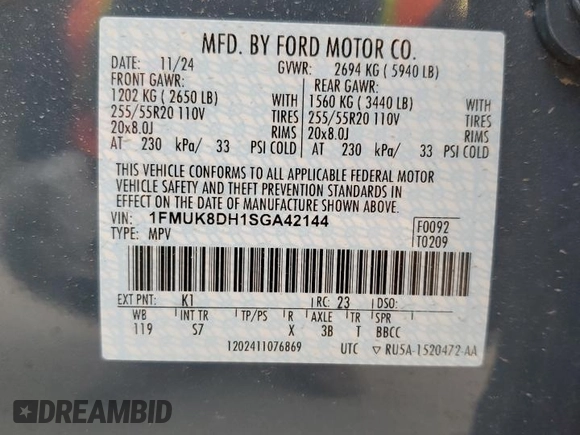 MFD. BY FORD MOTOR CO.
DATE: 11/24 GVWR: 2694 KG ( 5940 LB)
FRONT GAWR: REAR GAWR:
1202 KG ( 2650 LB) WITH 1560 KG ( 3440 LB) WITH
255/55R20 110V TIRES 255/55R20 110V TIRES
20x8.0J RIMS 20x8.0J RIMS
AT 230 kPa/ 33 PSI COLD AT 230 kPa/ 33 PSI COLD
THIS VEHICLE CONFORMS TO ALL APPLICABLE FEDERAL MOTOR
VEHICLE SAFETY AND THEFT PREVENTION STANDARDS IN
EFFECT ON THE DATE OF MANUFACTURE SHOWN ABOVE.
VIN: 1FMUK8DH1SGA42144 F0092
TYPE: MPV T0209
EXT PNT: K1 RC: 23 DSO:
WB INT TR TP/PS R AXLE TR SPR
119 S7 X 3B T BBCC
1202411076869 UTC ▽ RU5A-1520472-AA
DREAMBID